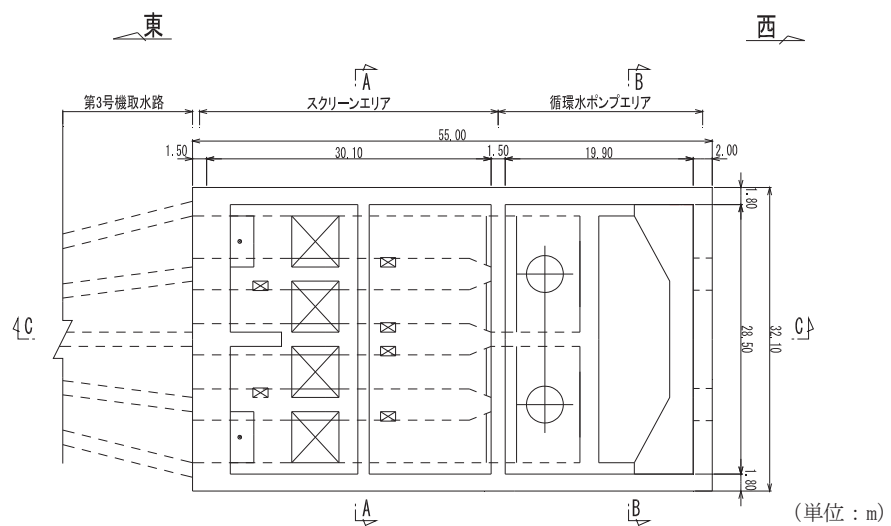 東
西
A
B
第3号機取水路
スクリーンエリア
循環水ポンプエリア
55.00
1.50
30.10
1.50
19.90
2.00
1.80
C
C
28.50
32.10
1.80
A
B
(単位：m)